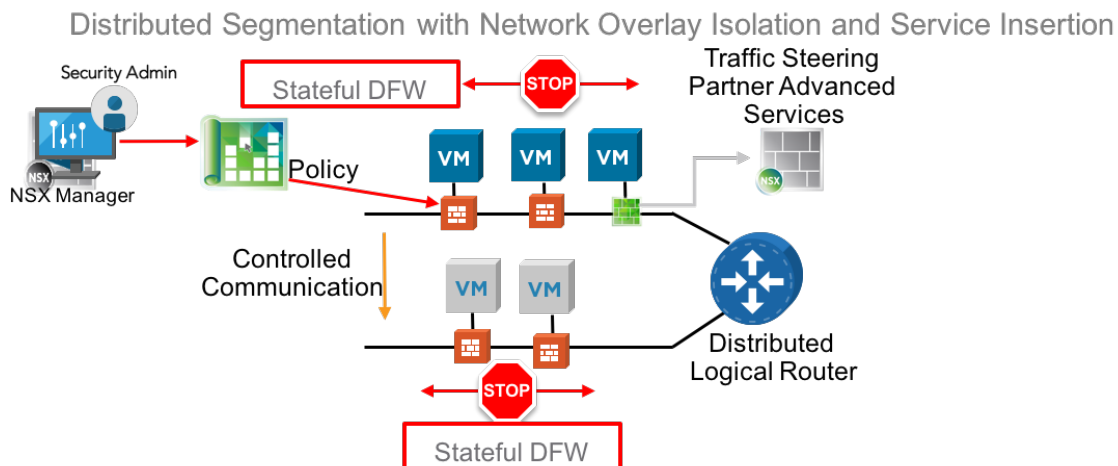 Distributed Segmentation with Network Overlay Isolation and Service Insertion
Security Admin
NSX
NSX Manager
Stateful DFW
STOP
Traffic Steering
Partner Advanced
Services
NSX
Policy
VM
VM
VM
Controlled
Communication
VM
VM
Distributed
Logical Router
STOP
Stateful DFW